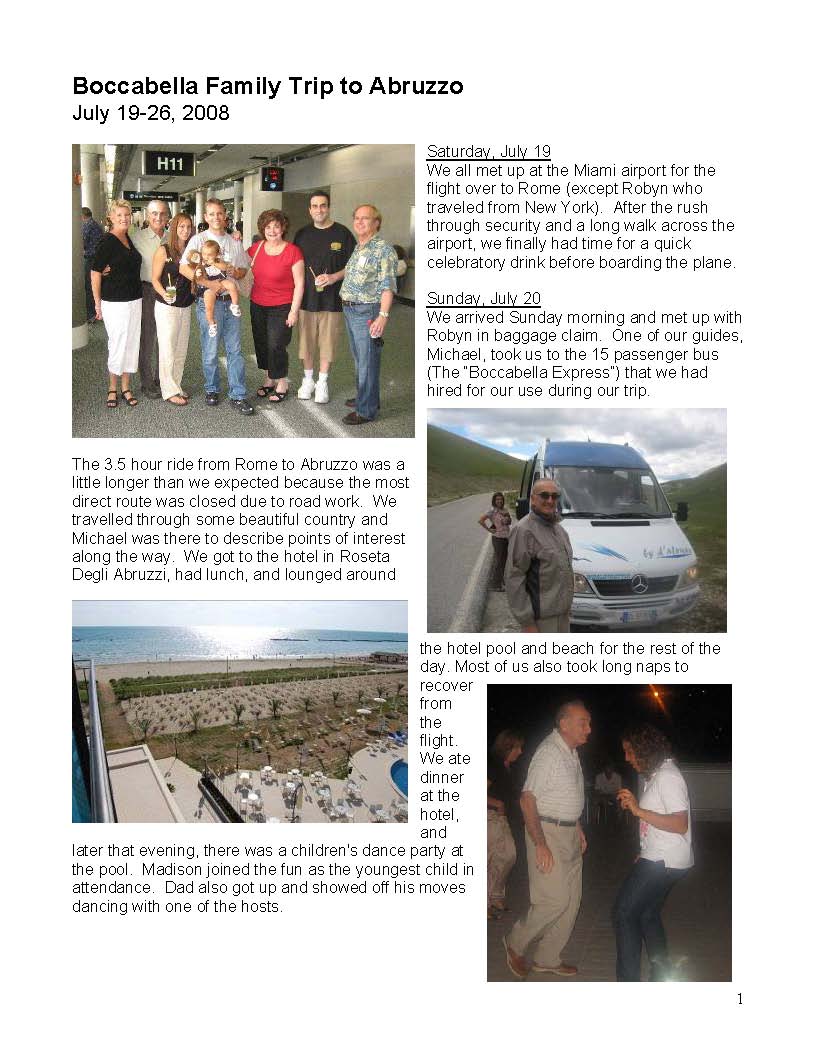 Boccabella Family Trip to Abruzzo
July 19-26, 2008
H11
Saturday, July 19
We all met up at the Miami airport for the
flight over to Rome (except Robyn who
traveled from New York).  After the rush
through security and a long walk across the
airport, we finally had time for a quick
celebratory drink before boarding the plane.
Sunday, July 20
We arrived Sunday morning and met up with
Robyn in baggage claim.  One of our guides,
Michael, took us to the 15 passenger bus
(The “Boccabella Express”) that we had
hired for our use during our trip.
The 3.5 hour ride from Rome to Abruzzo was a
little longer than we expected because the most
direct route was closed due to road work.  We
travelled through some beautiful country and
Michael was there to describe points of interest
along the way.  We got to the hotel in Roseta
Degli Abruzzi, had lunch, and lounged around
the hotel pool and beach for the rest of the
day. Most of us also took long naps to
recover
from
the
flight.
We ate
dinner
at the
hotel,
and
later that evening, there was a children's dance party at
the pool.  Madison joined the fun as the youngest child in
attendance.  Dad also got up and showed off his moves
dancing with one of the hosts.
1